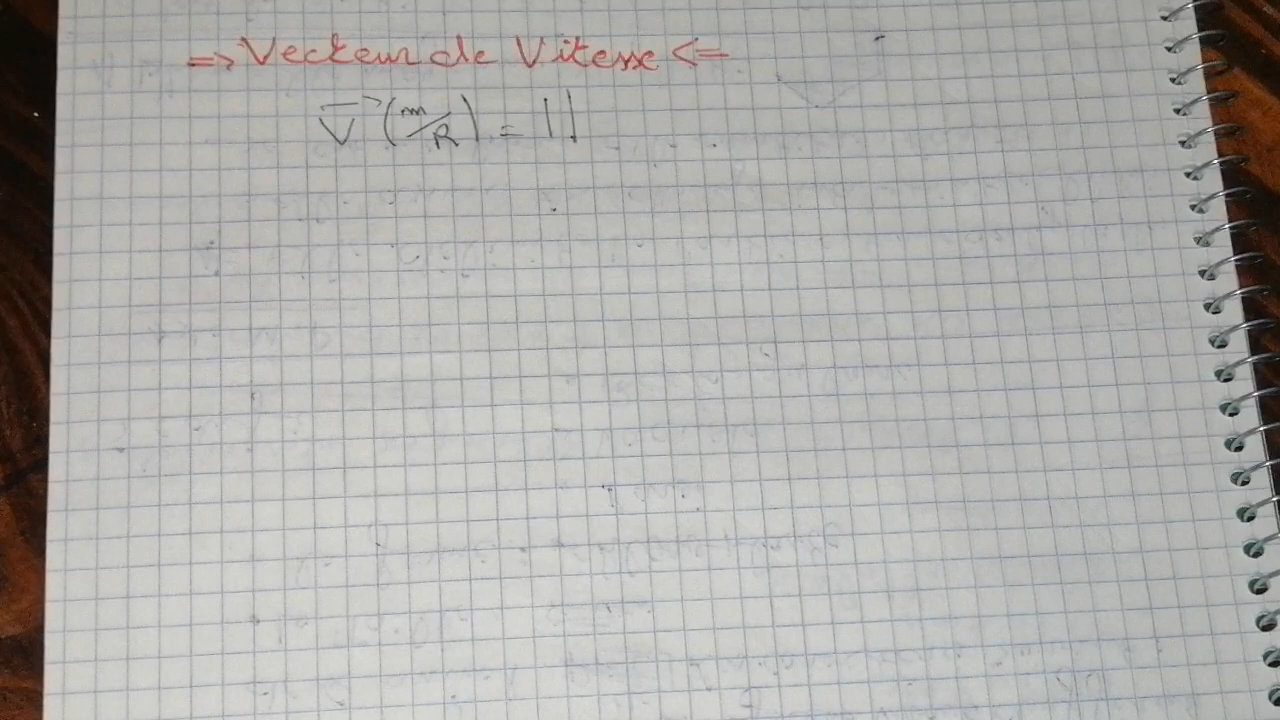 => Vecteur de Vitesse <=
V⃗ (m/R) = ||